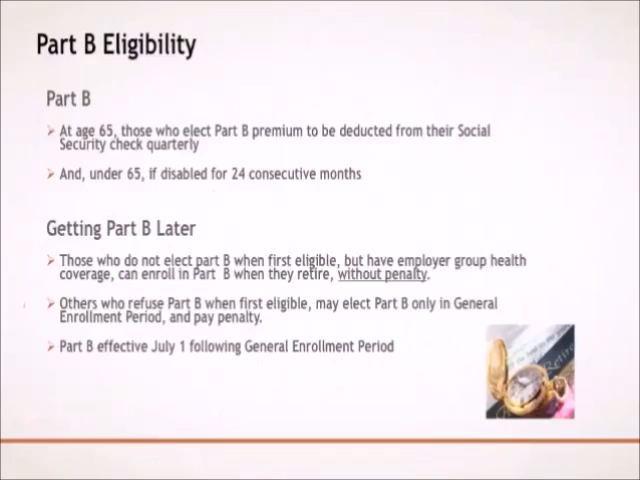 Part B Eligibility
Part B
At age 65, those who elect Part B premium to be deducted from their Social
Security check quarterly
And, under 65, if disabled for 24 consecutive months
Getting Part B Later
Those who do not elect part B when first eligible, but have employer group health
coverage, can enroll in Part B when they retire, without penalty.
Others who refuse Part B when first eligible, may elect Part B only in General
Enrollment Period, and pay penalty.
Part B effective July 1 following General Enrollment Period